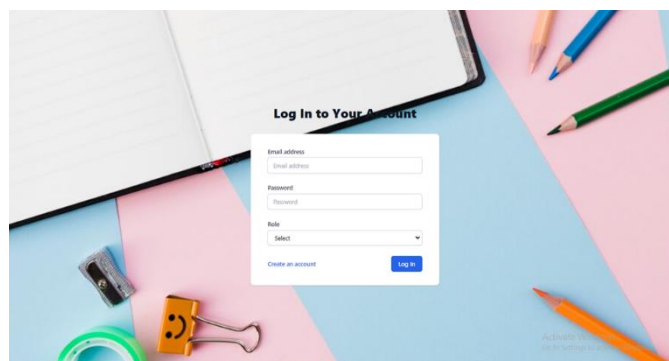 Log In to Your Account
Email address
Email address
Password
Password
Role
Select
Create an account
Log In